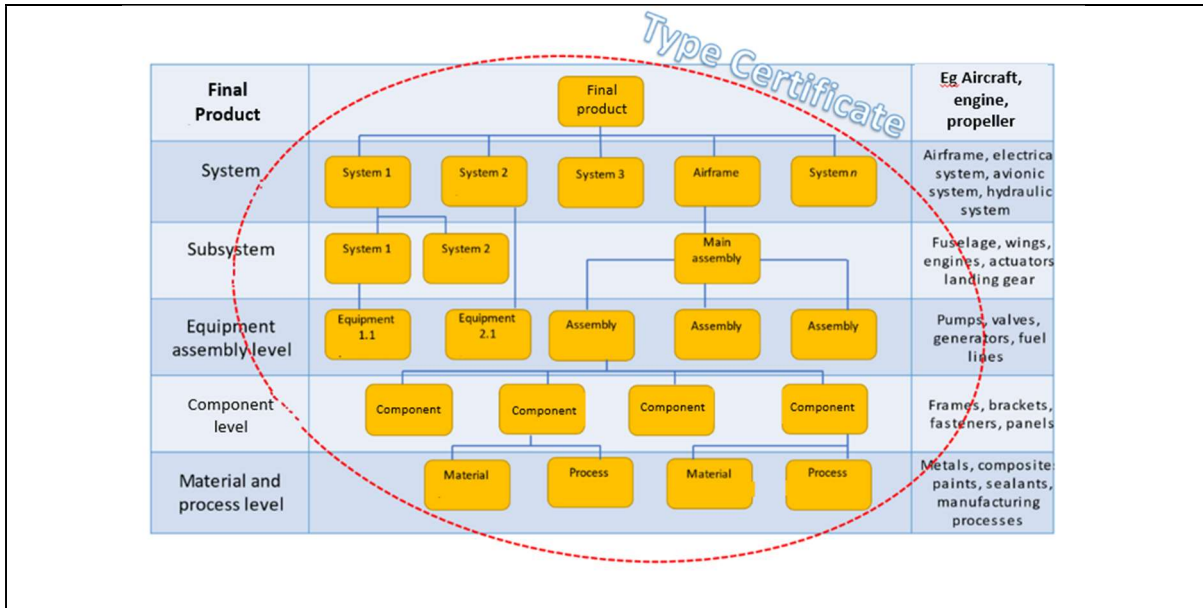 Type Certificate
Final
Product
Final
product
Eg Aircraft,
engine,
propeller
System
System 1
System 2
System 3
Airframe
System n
Airframe, electrica
system, avionic
system, hydraulic
system
Subsystem
System 1
System 2
Main
assembly
Fuselage, wings,
engines, actuators
landing gear
Equipment
assembly level
Equipment
1.1
Equipment
2.1
Assembly
Assembly
Assembly
Pumps, valves,
generators, fuel
lines
Component
level
Component
Component
Component
Component
Frames, brackets,
fasteners, panels
Material and
process level
Material
Process
Material
Process
Metals, composite
paints, sealants,
manufacturing
processes